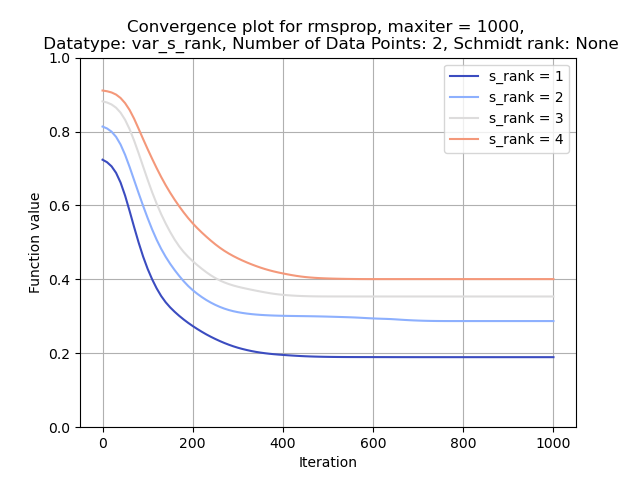 Convergence plot for rmsprop, maxiter = 1000,
Datatype: var_s_rank, Number of Data Points: 2, Schmidt rank: None
1.0
0.8
0.6
0.4
0.2
0.0
Function value
s_rank = 1
s_rank = 2
s_rank = 3
s_rank = 4
0 200 400 600 800 1000
Iteration